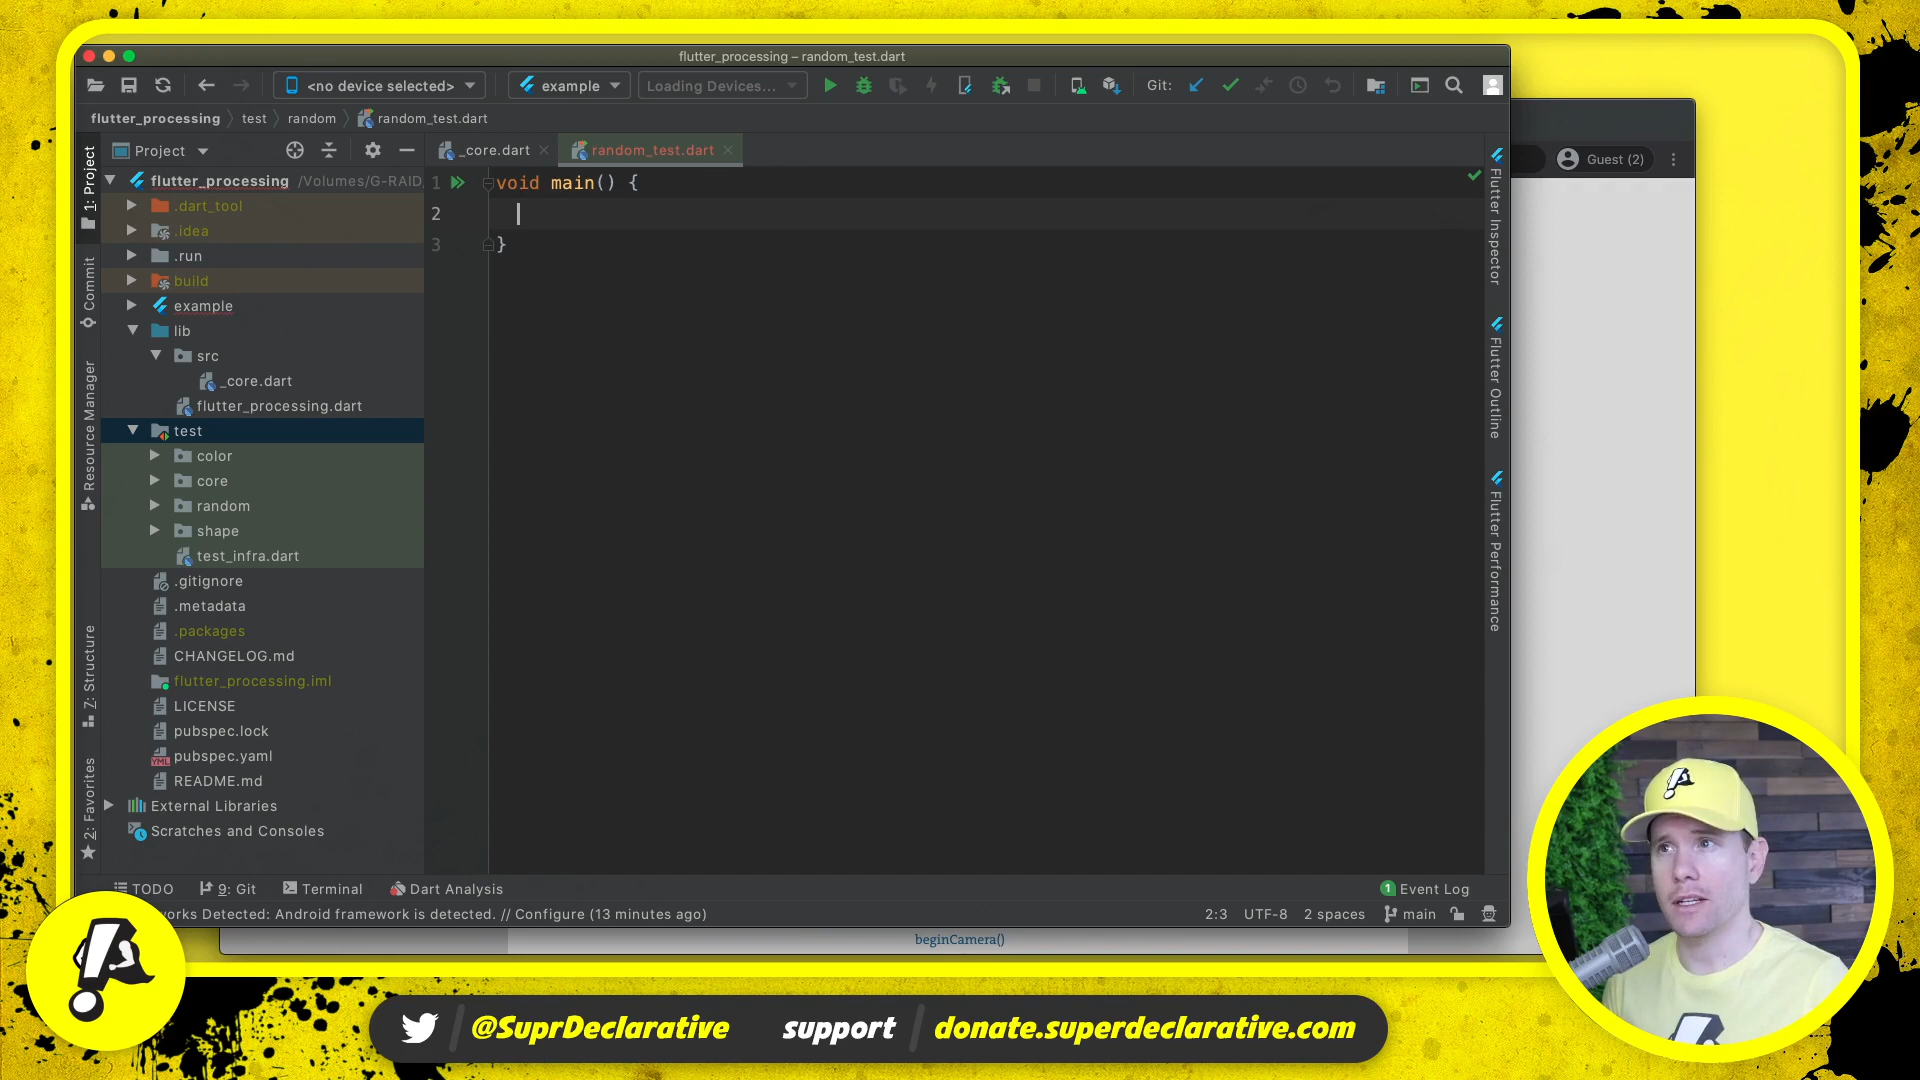 flutter_processing – random_test.dart
<no device selected>
example
Loading Devices...
Git:
flutter_processing
test
random
random_test.dart
Project
_core.dart
random_test.dart
Guest (2)
1: Project
Commit
Resource Manager
7: Structure
2: Favorites
flutter_processing /Volumes/G-RAID
.dart_tool
.idea
.run
build
example
lib
src
_core.dart
flutter_processing.dart
test
color
core
random
shape
test_infra.dart
.gitignore
.metadata
.packages
CHANGELOG.md
flutter_processing.iml
LICENSE
pubspec.lock
pubspec.yaml
README.md
External Libraries
Scratches and Consoles
1 void main() {
2
3 }
Flutter Inspector
Flutter Outline
Flutter Performance
TODO
9: Git
Terminal
Dart Analysis
1 Event Log
works Detected: Android framework is detected. // Configure (13 minutes ago)
2:3
UTF-8
2 spaces
main
beginCamera()
@SuprDeclarative
support
donate.superdeclarative.com